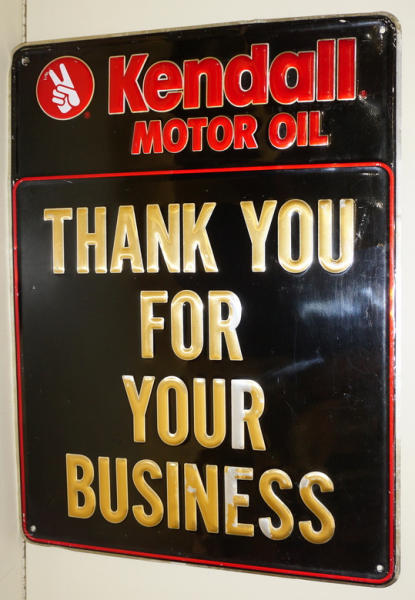 Kendall
MOTOR OIL
THANK YOU
FOR
YOUR
BUSINESS